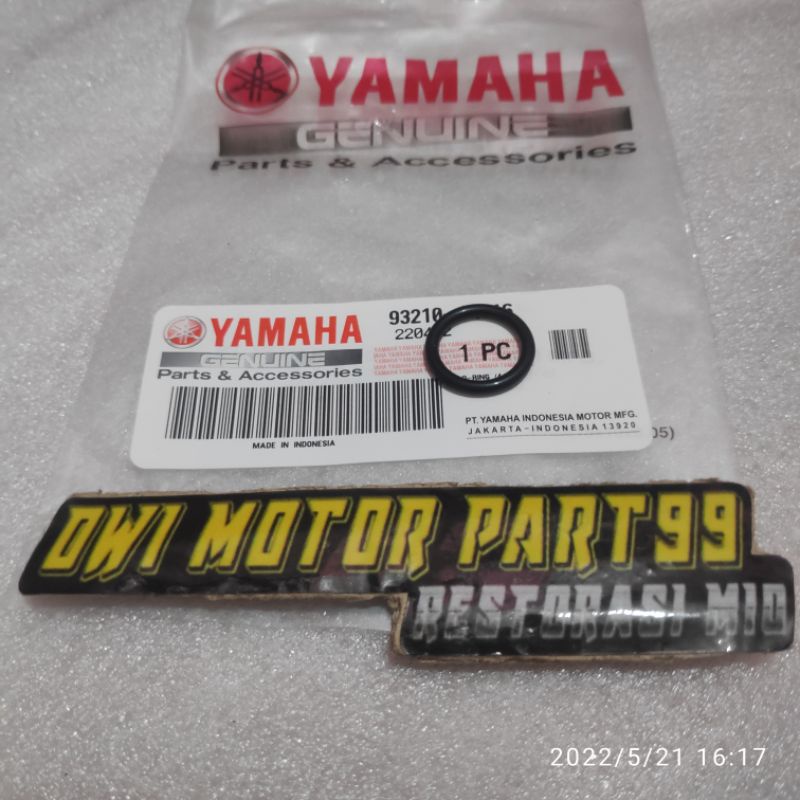 YAMAHA
GENUINE
Parts & Accessories
YAMAHA
GENUINE
Parts & Accessories
93210
1 PC
MADE IN INDONESIA
PT. YAMAHA INDONESIA MOTOR MFG.
JAKARTA-INDONESIA 13920
05)
DWI MOTOR PART99
RESTORASI MIO
2022/5/21 16:17